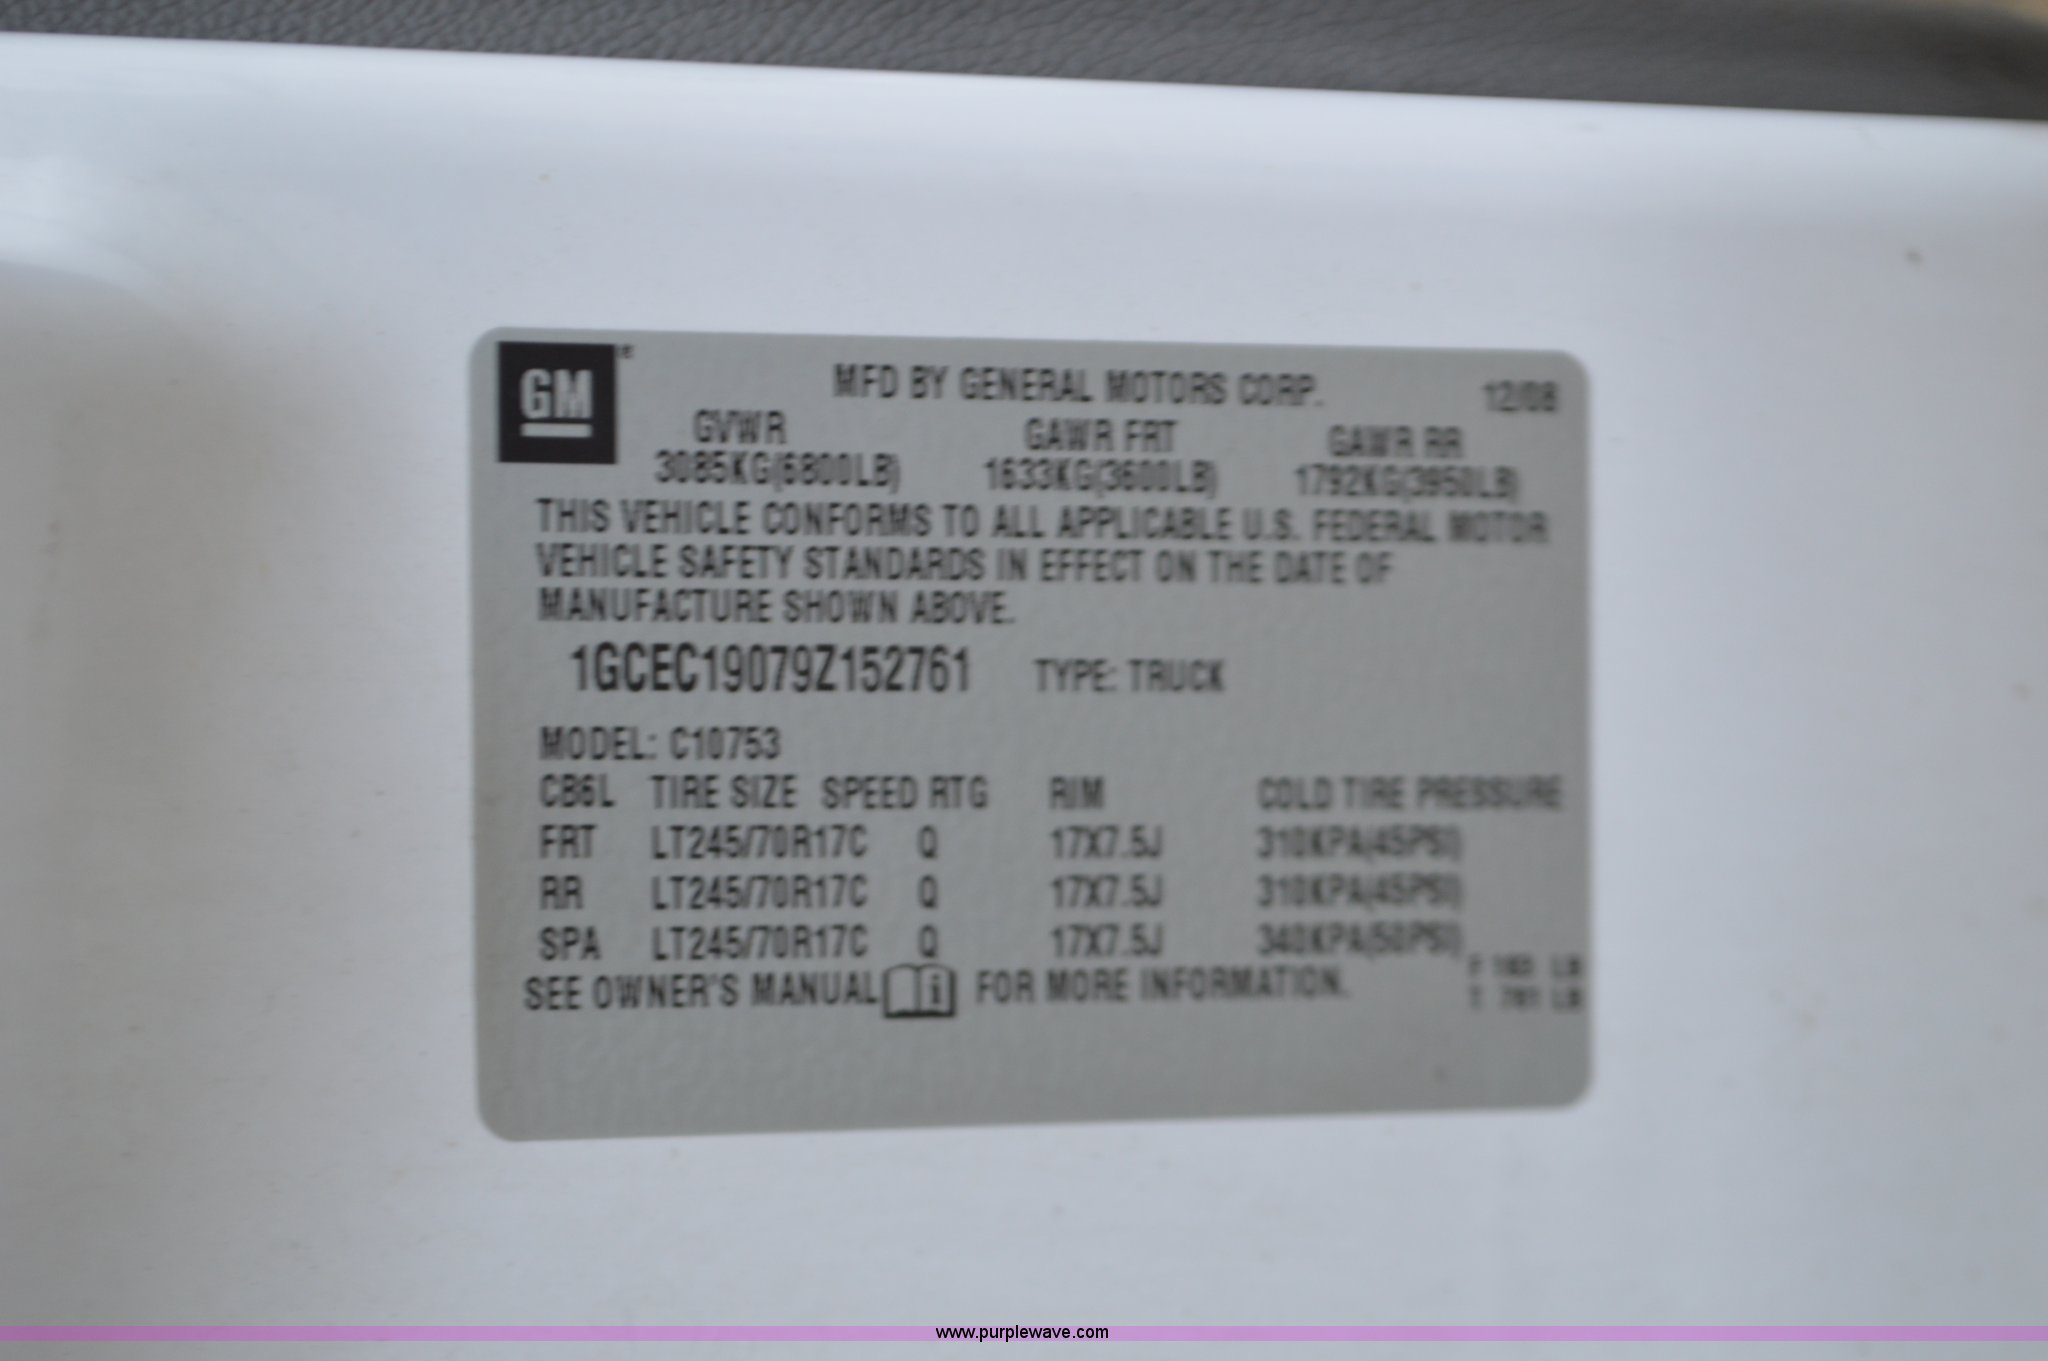 GM
MFD BY GENERAL MOTORS CORP. 12/08
GVWR GAWR FRT GAWR RR
3085KG(6800LB) 1633KG(3600LB) 1792KG(3950LB)
THIS VEHICLE CONFORMS TO ALL APPLICABLE U.S. FEDERAL MOTOR
VEHICLE SAFETY STANDARDS IN EFFECT ON THE DATE OF
MANUFACTURE SHOWN ABOVE.
1GCEC19079Z152761 TYPE: TRUCK
MODEL: C10753
CB6L TIRE SIZE SPEED RTG RIM COLD TIRE PRESSURE
FRT LT245/70R17C Q 17X7.5J 310KPA(45PSI)
RR LT245/70R17C Q 17X7.5J 310KPA(45PSI)
SPA LT245/70R17C Q 17X7.5J 340KPA(50PSI)
SEE OWNER'S MANUAL i FOR MORE INFORMATION.
LB
LB
www.purplewave.com